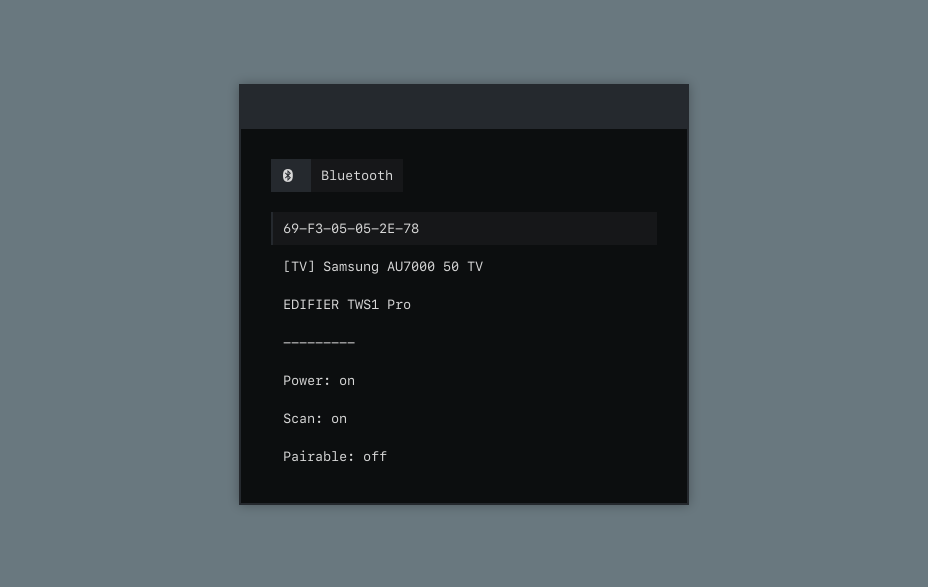 Bluetooth
69-F3-05-05-2E-78
[TV] Samsung AU7000 50 TV
EDIFIER TWS1 Pro
---------
Power: on
Scan: on
Pairable: off